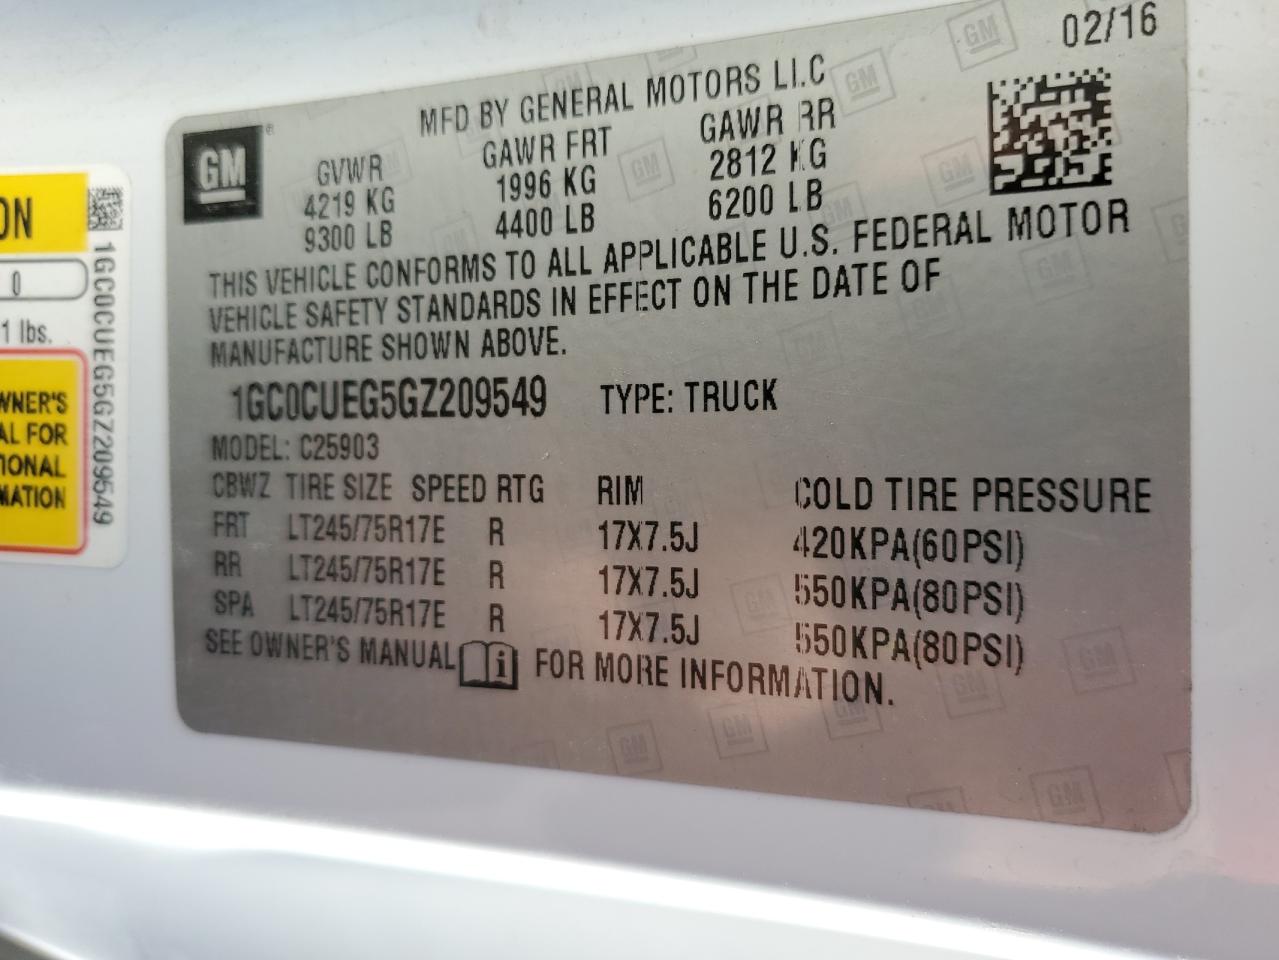 02/16
MFD BY GENERAL MOTORS LLC
GM
GVWR GAWR FRT GAWR RR
4219 KG 1996 KG 2812 KG
9300 LB 4400 LB 6200 LB
THIS VEHICLE CONFORMS TO ALL APPLICABLE U.S. FEDERAL MOTOR
VEHICLE SAFETY STANDARDS IN EFFECT ON THE DATE OF
MANUFACTURE SHOWN ABOVE.
1GC0CUEG5GZ209549 TYPE: TRUCK
MODEL: C25903
CBWZ TIRE SIZE SPEED RTG RIM COLD TIRE PRESSURE
FRT LT245/75R17E R 17X7.5J 420KPA(60PSI)
RR LT245/75R17E R 17X7.5J 550KPA(80PSI)
SPA LT245/75R17E R 17X7.5J 550KPA(80PSI)
SEE OWNER'S MANUAL i FOR MORE INFORMATION.
ON
0
1 lbs.
WNER'S
AL FOR
IONAL
MATION
1GC0CUEG5GZ209549